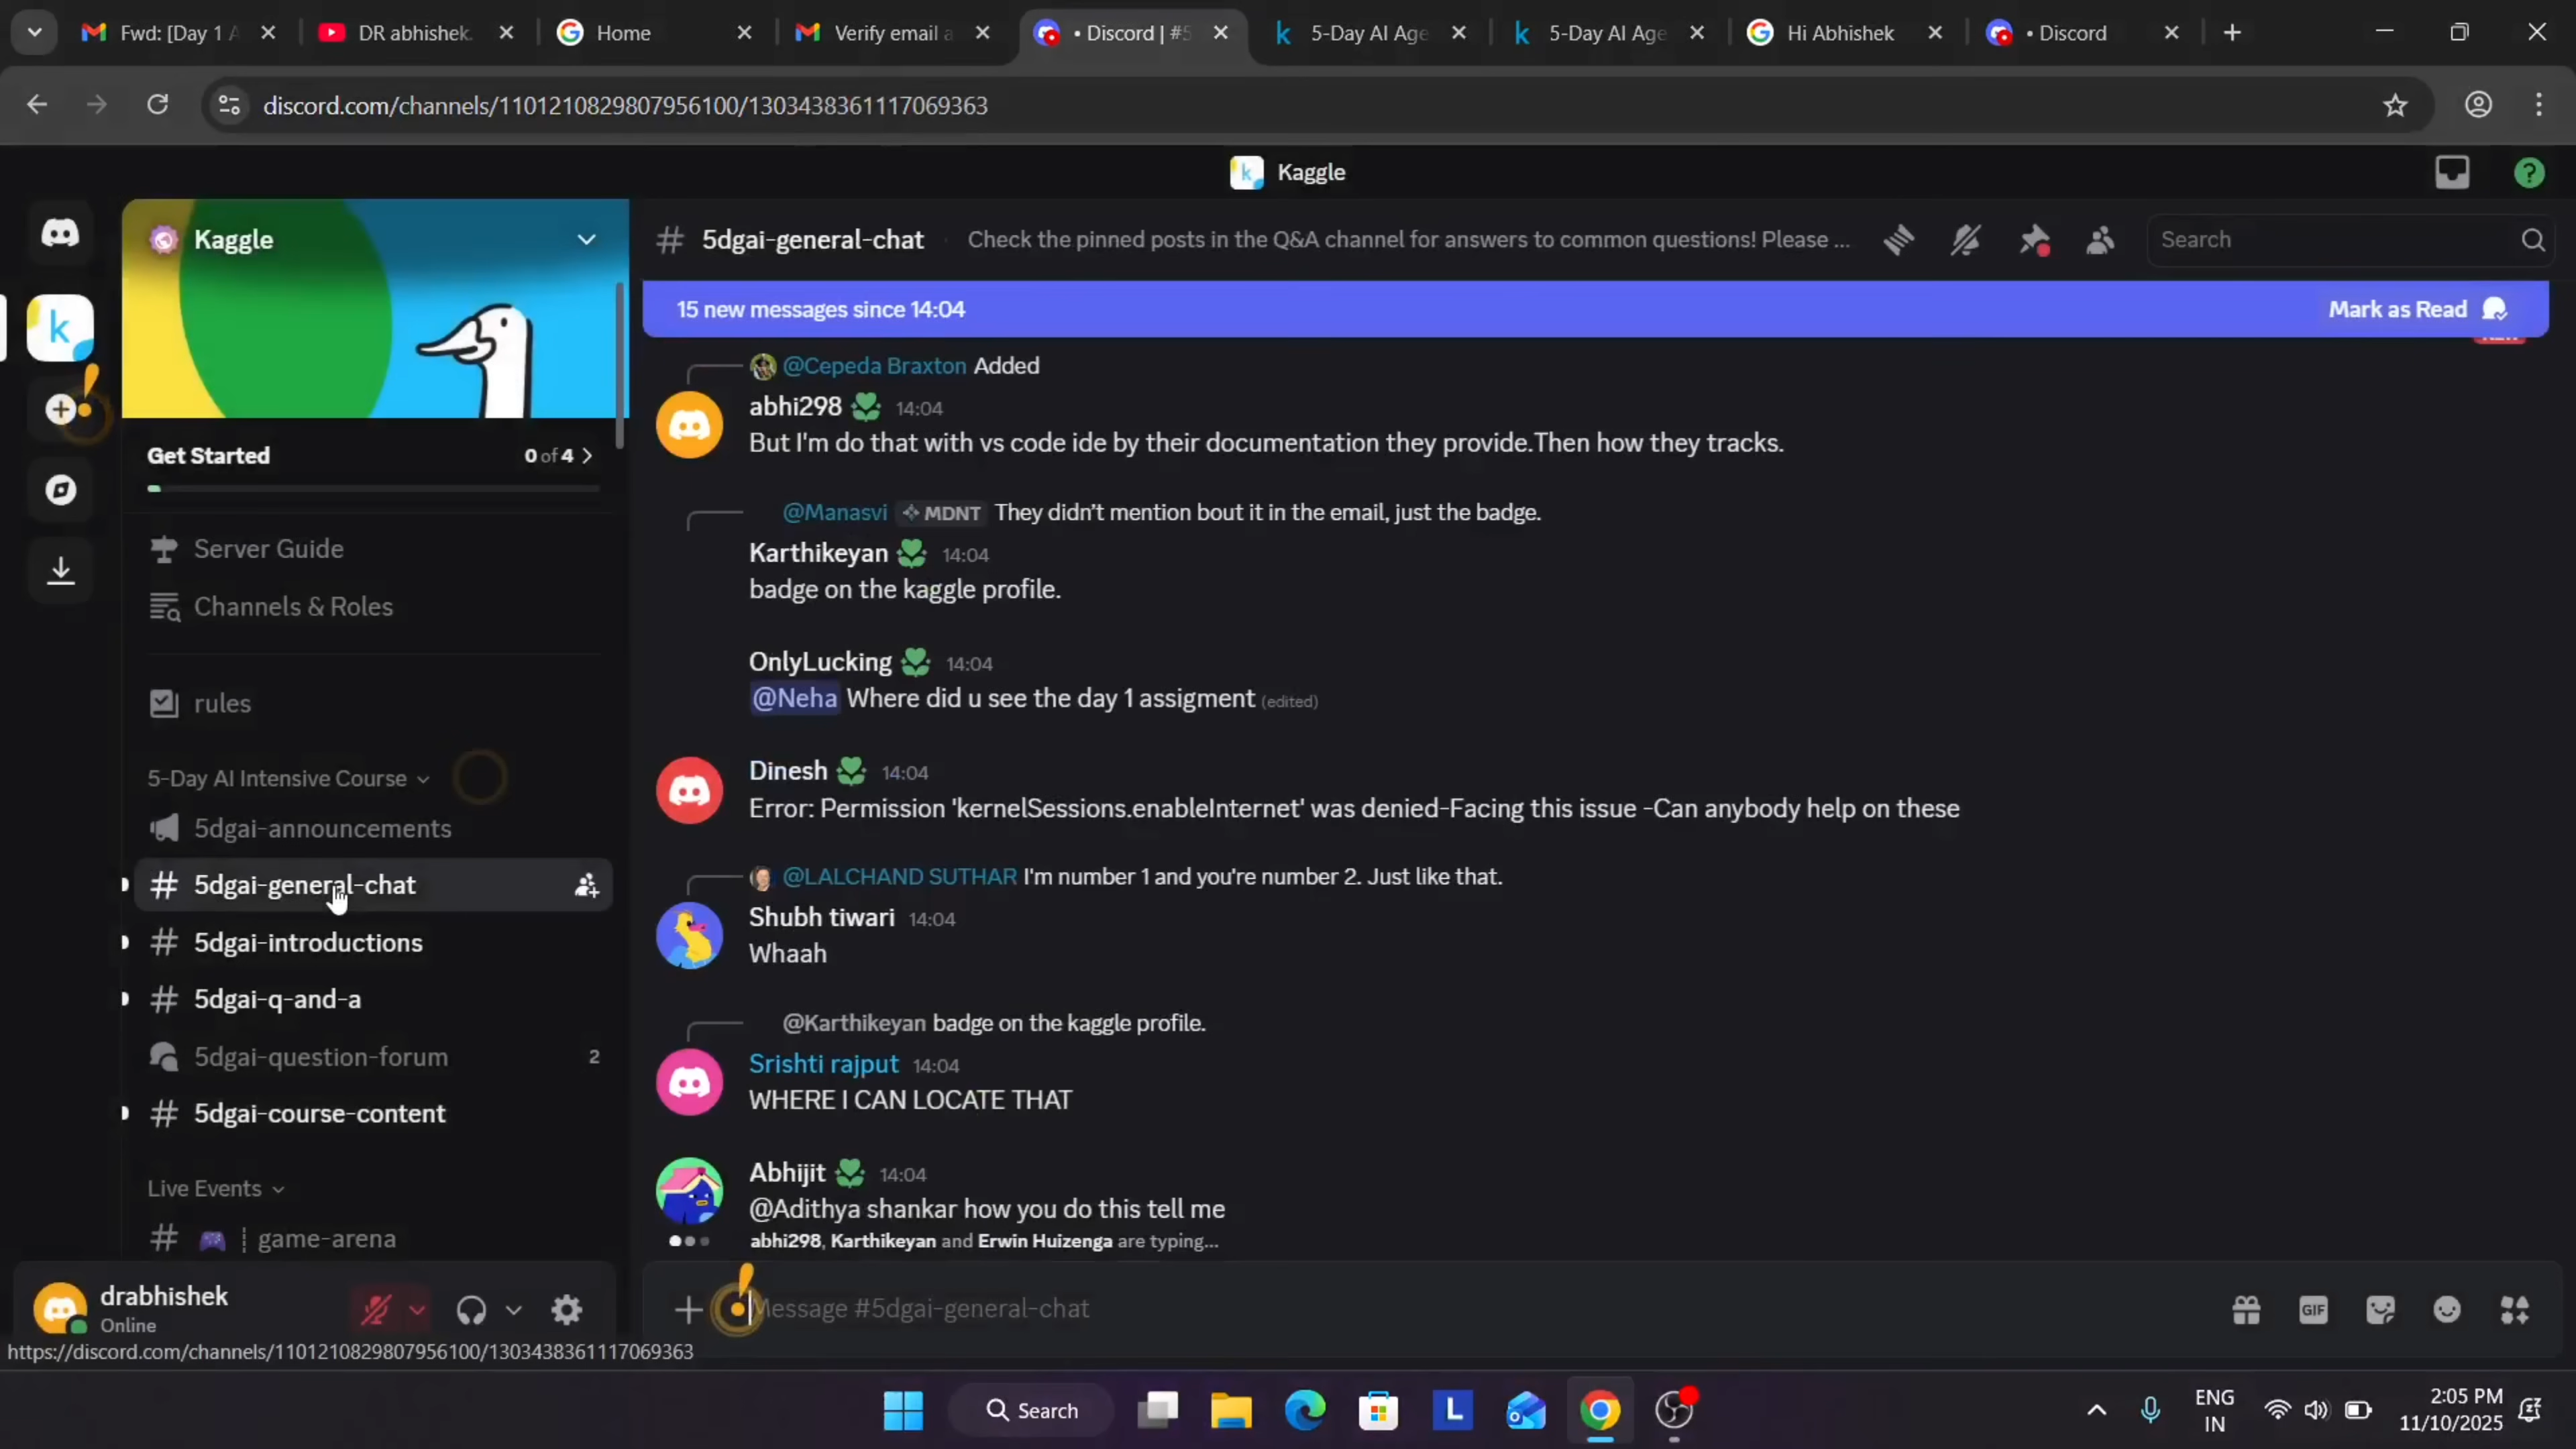 Fwd: [Day 1 A
DR abhishek
Home
Verify email a
• Discord | #5
5-Day AI Age
5-Day AI Age
Hi Abhishek
• Discord
discord.com/channels/1101210829807956100/1303438361117069363
k Kaggle
Kaggle
# 5dgai-general-chat
Check the pinned posts in the Q&A channel for answers to common questions! Please ...
Search
15 new messages since 14:04
Mark as Read
k
Get Started
0 of 4
Server Guide
Channels & Roles
rules
5-Day AI Intensive Course
5dgai-announcements
# 5dgai-general-chat
# 5dgai-introductions
# 5dgai-q-and-a
5dgai-question-forum 2
# 5dgai-course-content
Live Events
# game-arena
drabhishek
Online
https://discord.com/channels/1101210829807956100/1303438361117069363
@Cepeda Braxton Added
abhi298 14:04
But I'm do that with vs code ide by their documentation they provide.Then how they tracks.
@Manasvi MDNT They didn't mention bout it in the email, just the badge.
Karthikeyan 14:04
badge on the kaggle profile.
OnlyLucking 14:04
@Neha Where did u see the day 1 assigment (edited)
Dinesh 14:04
Error: Permission 'kernelSessions.enableInternet' was denied-Facing this issue -Can anybody help on these
@LALCHAND SUTHAR I'm number 1 and you're number 2. Just like that.
Shubh tiwari 14:04
Whaah
@Karthikeyan badge on the kaggle profile.
Srishti rajput 14:04
WHERE I CAN LOCATE THAT
Abhijit 14:04
@Adithya shankar how you do this tell me
abhi298, Karthikeyan and Erwin Huizenga are typing...
Message #5dgai-general-chat
GIF
Search
L
ENG
IN
2:05 PM
11/10/2025